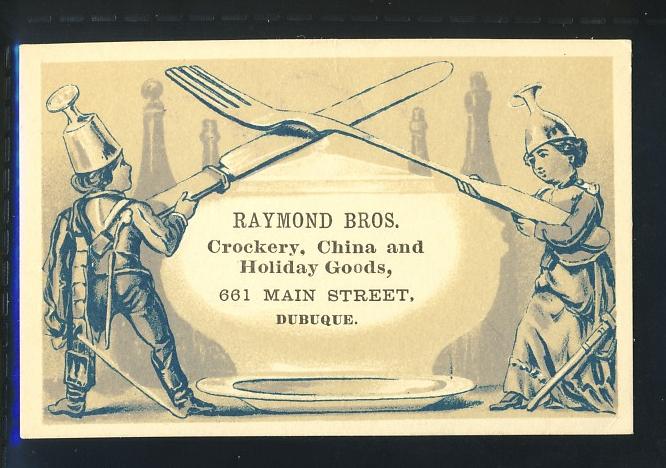 RAYMOND BROS.
Crockery, China and
Holiday Goods,
661 MAIN STREET,
DUBUQUE.